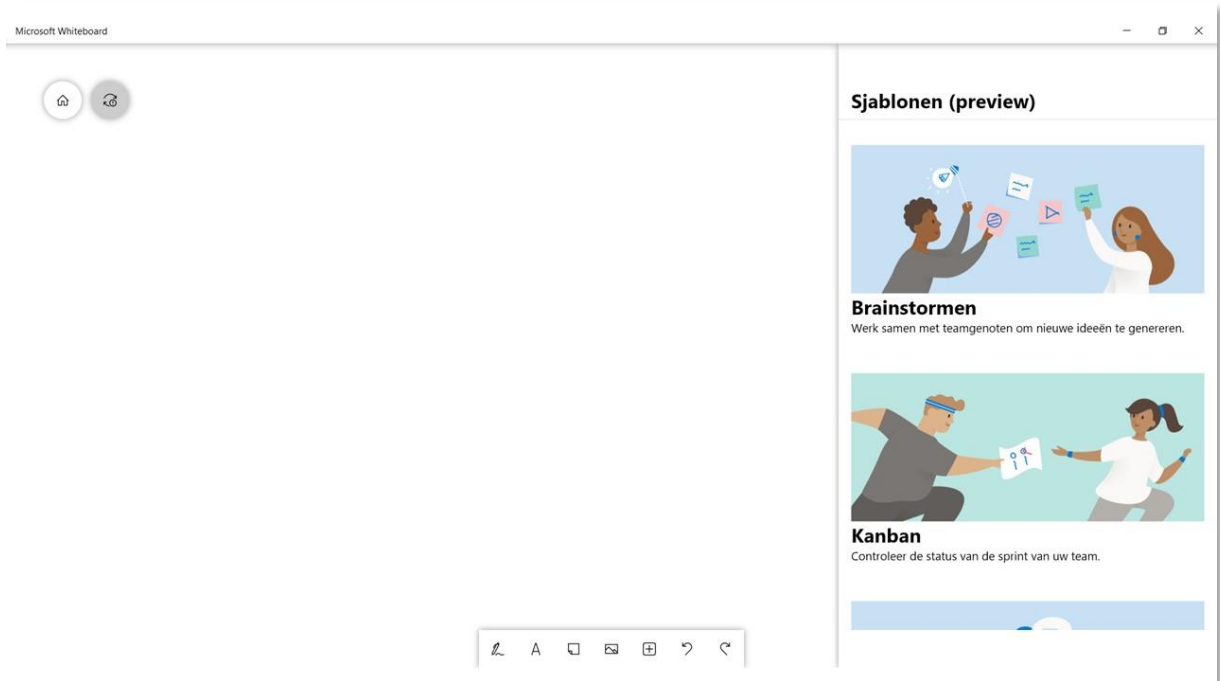 Microsoft Whiteboard
Sjablonen (preview)
Brainstormen
Werk samen met teamgenoten om nieuwe ideeën te genereren.
Kanban
Controleer de status van de sprint van uw team.